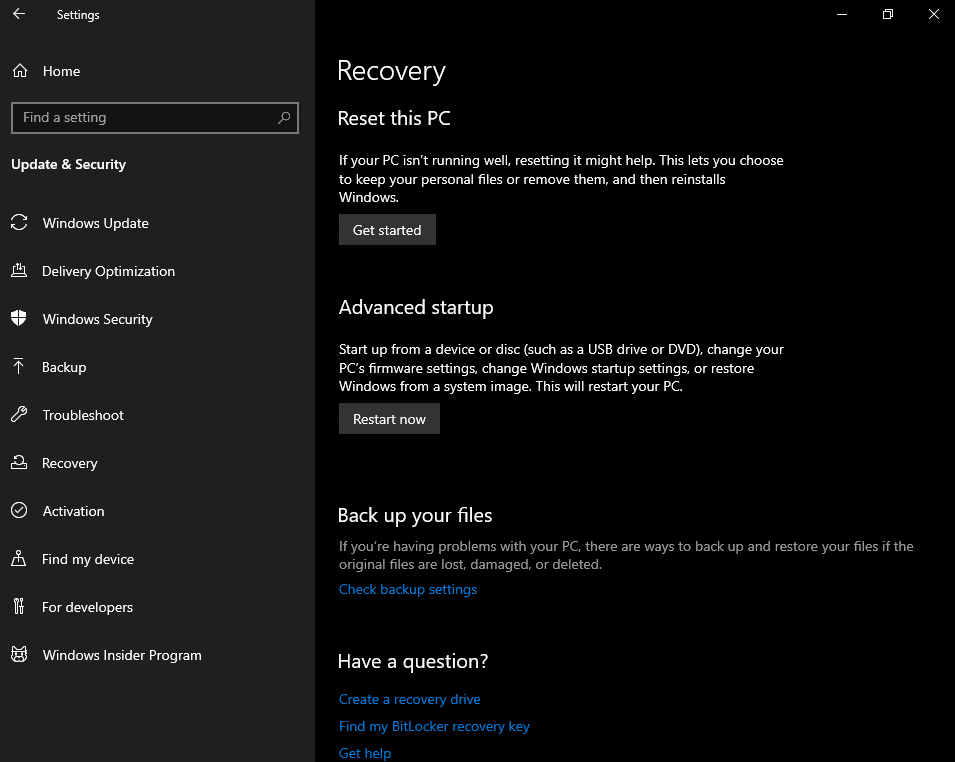 Settings
Home
Find a setting
Update & Security
Windows Update
Delivery Optimization
Windows Security
Backup
Troubleshoot
Recovery
Activation
Find my device
For developers
Windows Insider Program
Recovery
Reset this PC
If your PC isn't running well, resetting it might help. This lets you choose
to keep your personal files or remove them, and then reinstalls
Windows.
Get started
Advanced startup
Start up from a device or disc (such as a USB drive or DVD), change your
PC's firmware settings, change Windows startup settings, or restore
Windows from a system image. This will restart your PC.
Restart now
Back up your files
If you're having problems with your PC, there are ways to back up and restore your files if the
original files are lost, damaged, or deleted.
Check backup settings
Have a question?
Create a recovery drive
Find my BitLocker recovery key
Get help